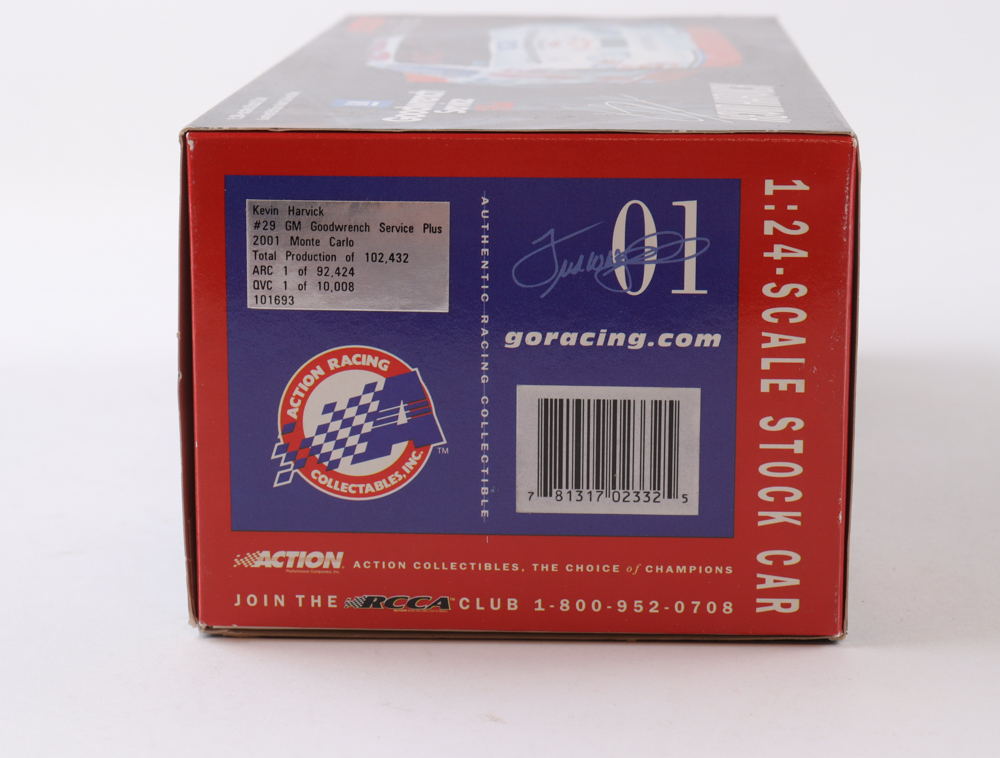 Goodwrench
Service
Kevin Harvick
#29 GM Goodwrench Service Plus
2001 Monte Carlo
Total Production of 102,432
ARC 1 of 92,424
QVC 1 of 10,008
101693
ACTION RACING
COLLECTABLES, INC.
TM
AUTHENTIC RACING COLLECTIBLE
01
goracing.com
7 81317 02332 5
1:24-SCALE STOCK CAR
ACTION
ACTION COLLECTIBLES, THE CHOICE of CHAMPIONS
JOIN THE RCCA CLUB 1-800-952-0708